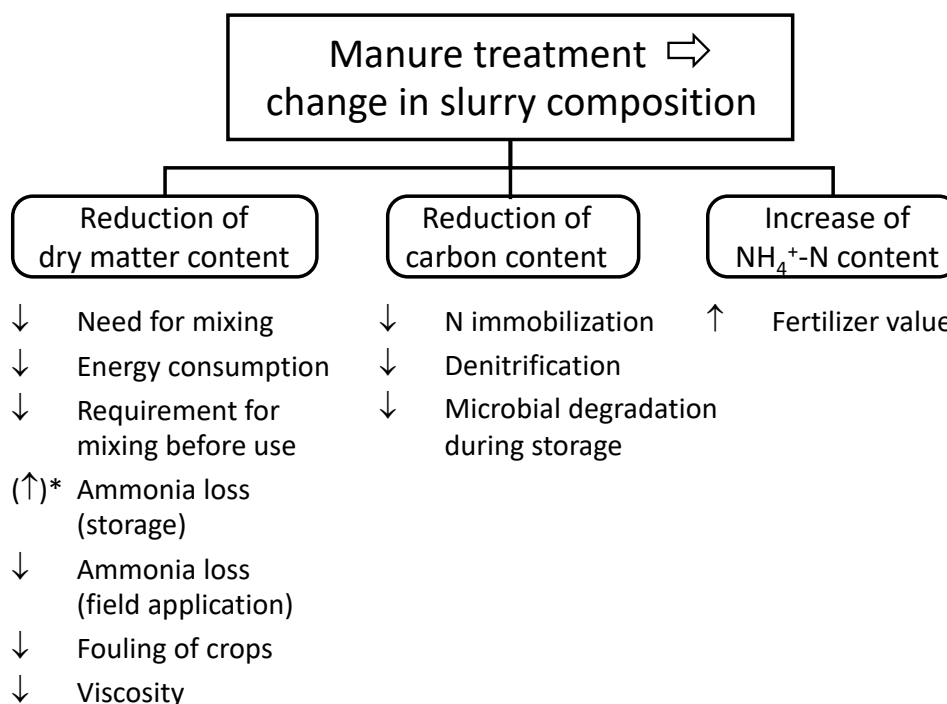 Manure treatment ⇨
change in slurry composition
Reduction of
dry matter content
↓ Need for mixing
↓ Energy consumption
↓ Requirement for
mixing before use
(↑)* Ammonia loss
(storage)
↓ Ammonia loss
(field application)
↓ Fouling of crops
↓ Viscosity
Reduction of
carbon content
↓ N immobilization
↓ Denitrification
↓ Microbial degradation
during storage
Increase of
NH₄⁺-N content
↑ Fertilizer value